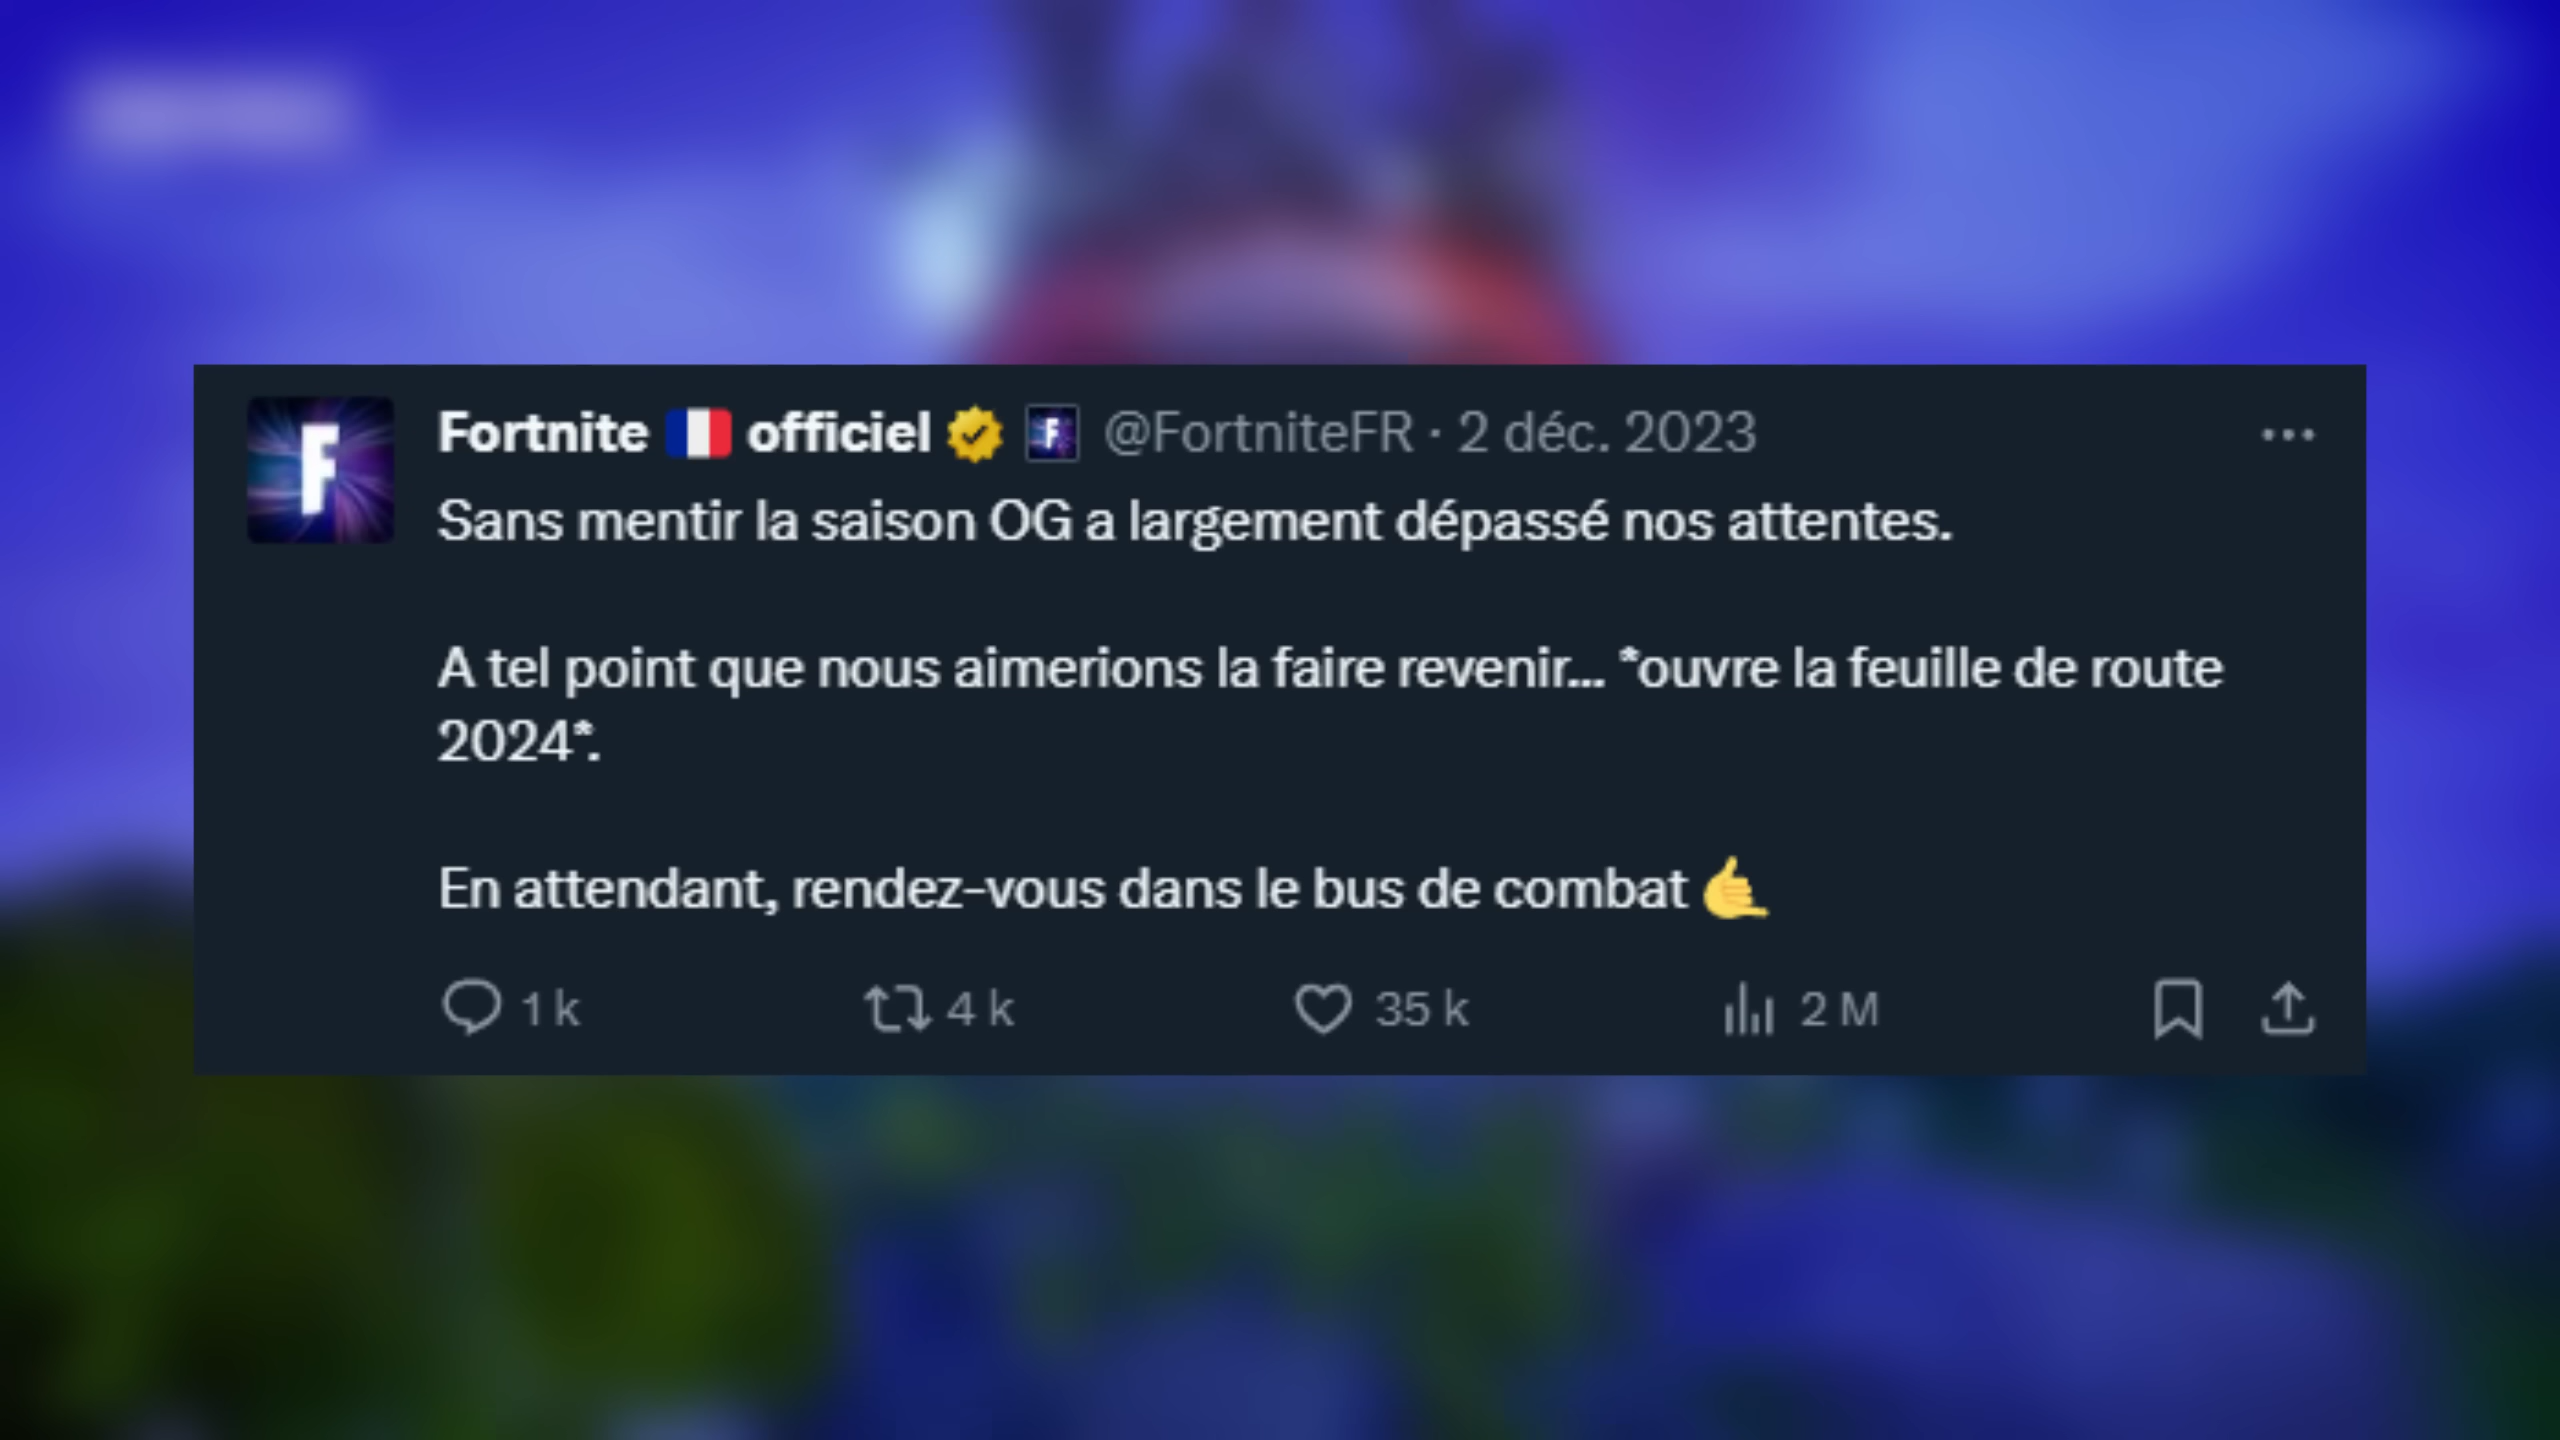 Fortnite 🇫🇷 officiel @FortniteFR · 2 déc. 2023
Sans mentir la saison OG a largement dépassé nos attentes.
A tel point que nous aimerions la faire revenir... *ouvre la feuille de route
2024*.
En attendant, rendez-vous dans le bus de combat 🤙
1 k 4 k 35 k 2 M